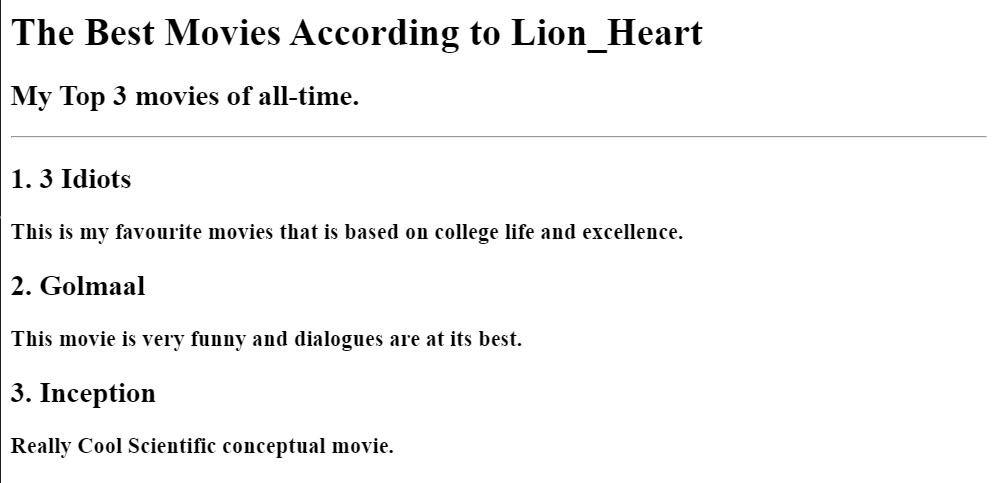 The Best Movies According to Lion_Heart
My Top 3 movies of all-time.
1. 3 Idiots
This is my favourite movies that is based on college life and excellence.
2. Golmaal
This movie is very funny and dialogues are at its best.
3. Inception
Really Cool Scientific conceptual movie.